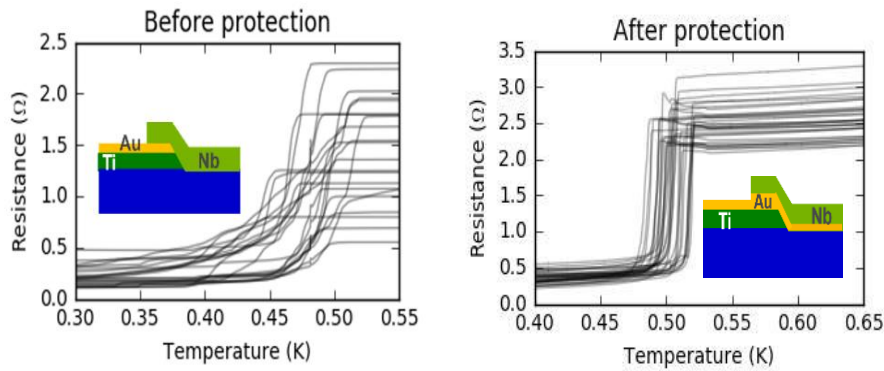 Before protection
2.5
2.0
1.5
1.0
0.5
0.0
Resistance (Ω)
Au
Ti
Nb
0.30 0.35 0.40 0.45 0.50 0.55
Temperature (K)
After protection
3.5
3.0
2.5
2.0
1.5
1.0
0.5
0.0
Resistance (Ω)
Au
Ti
Nb
0.40 0.45 0.50 0.55 0.60 0.65
Temperature (K)